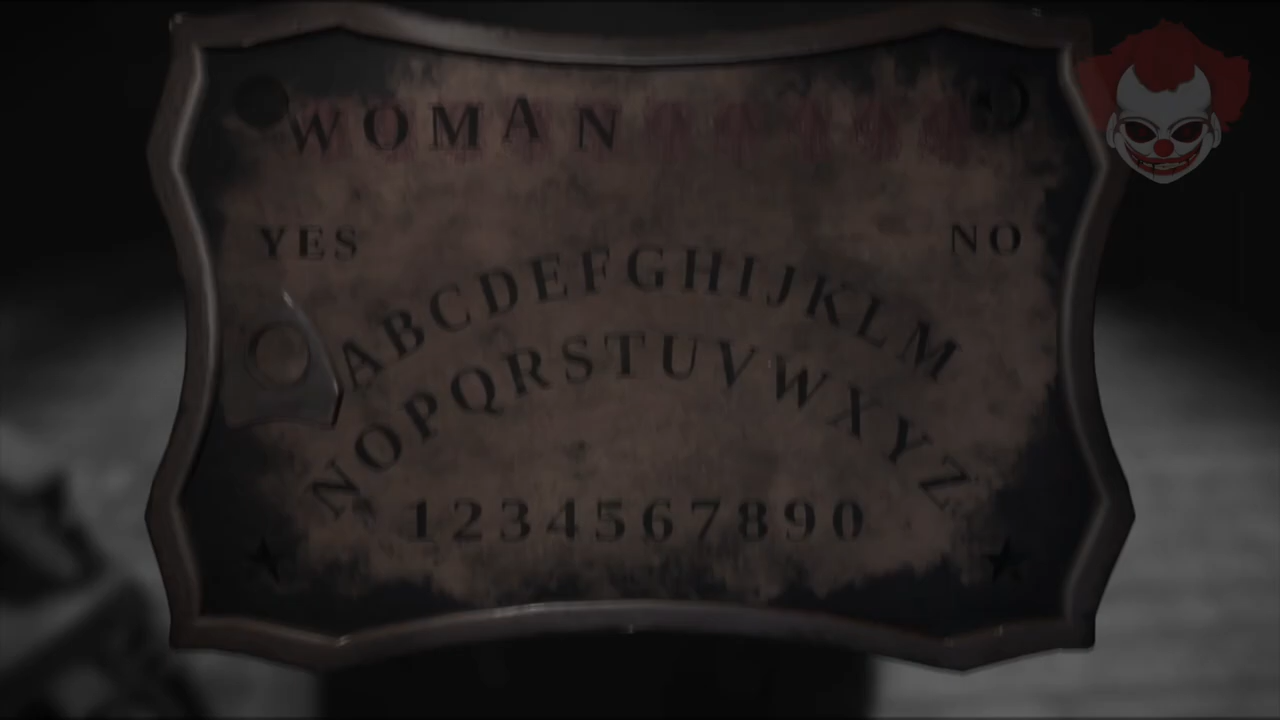 WOMAN
YES NO
ABCDEFGHIJKLM
NOPQRSTUVWXYZ
1234567890